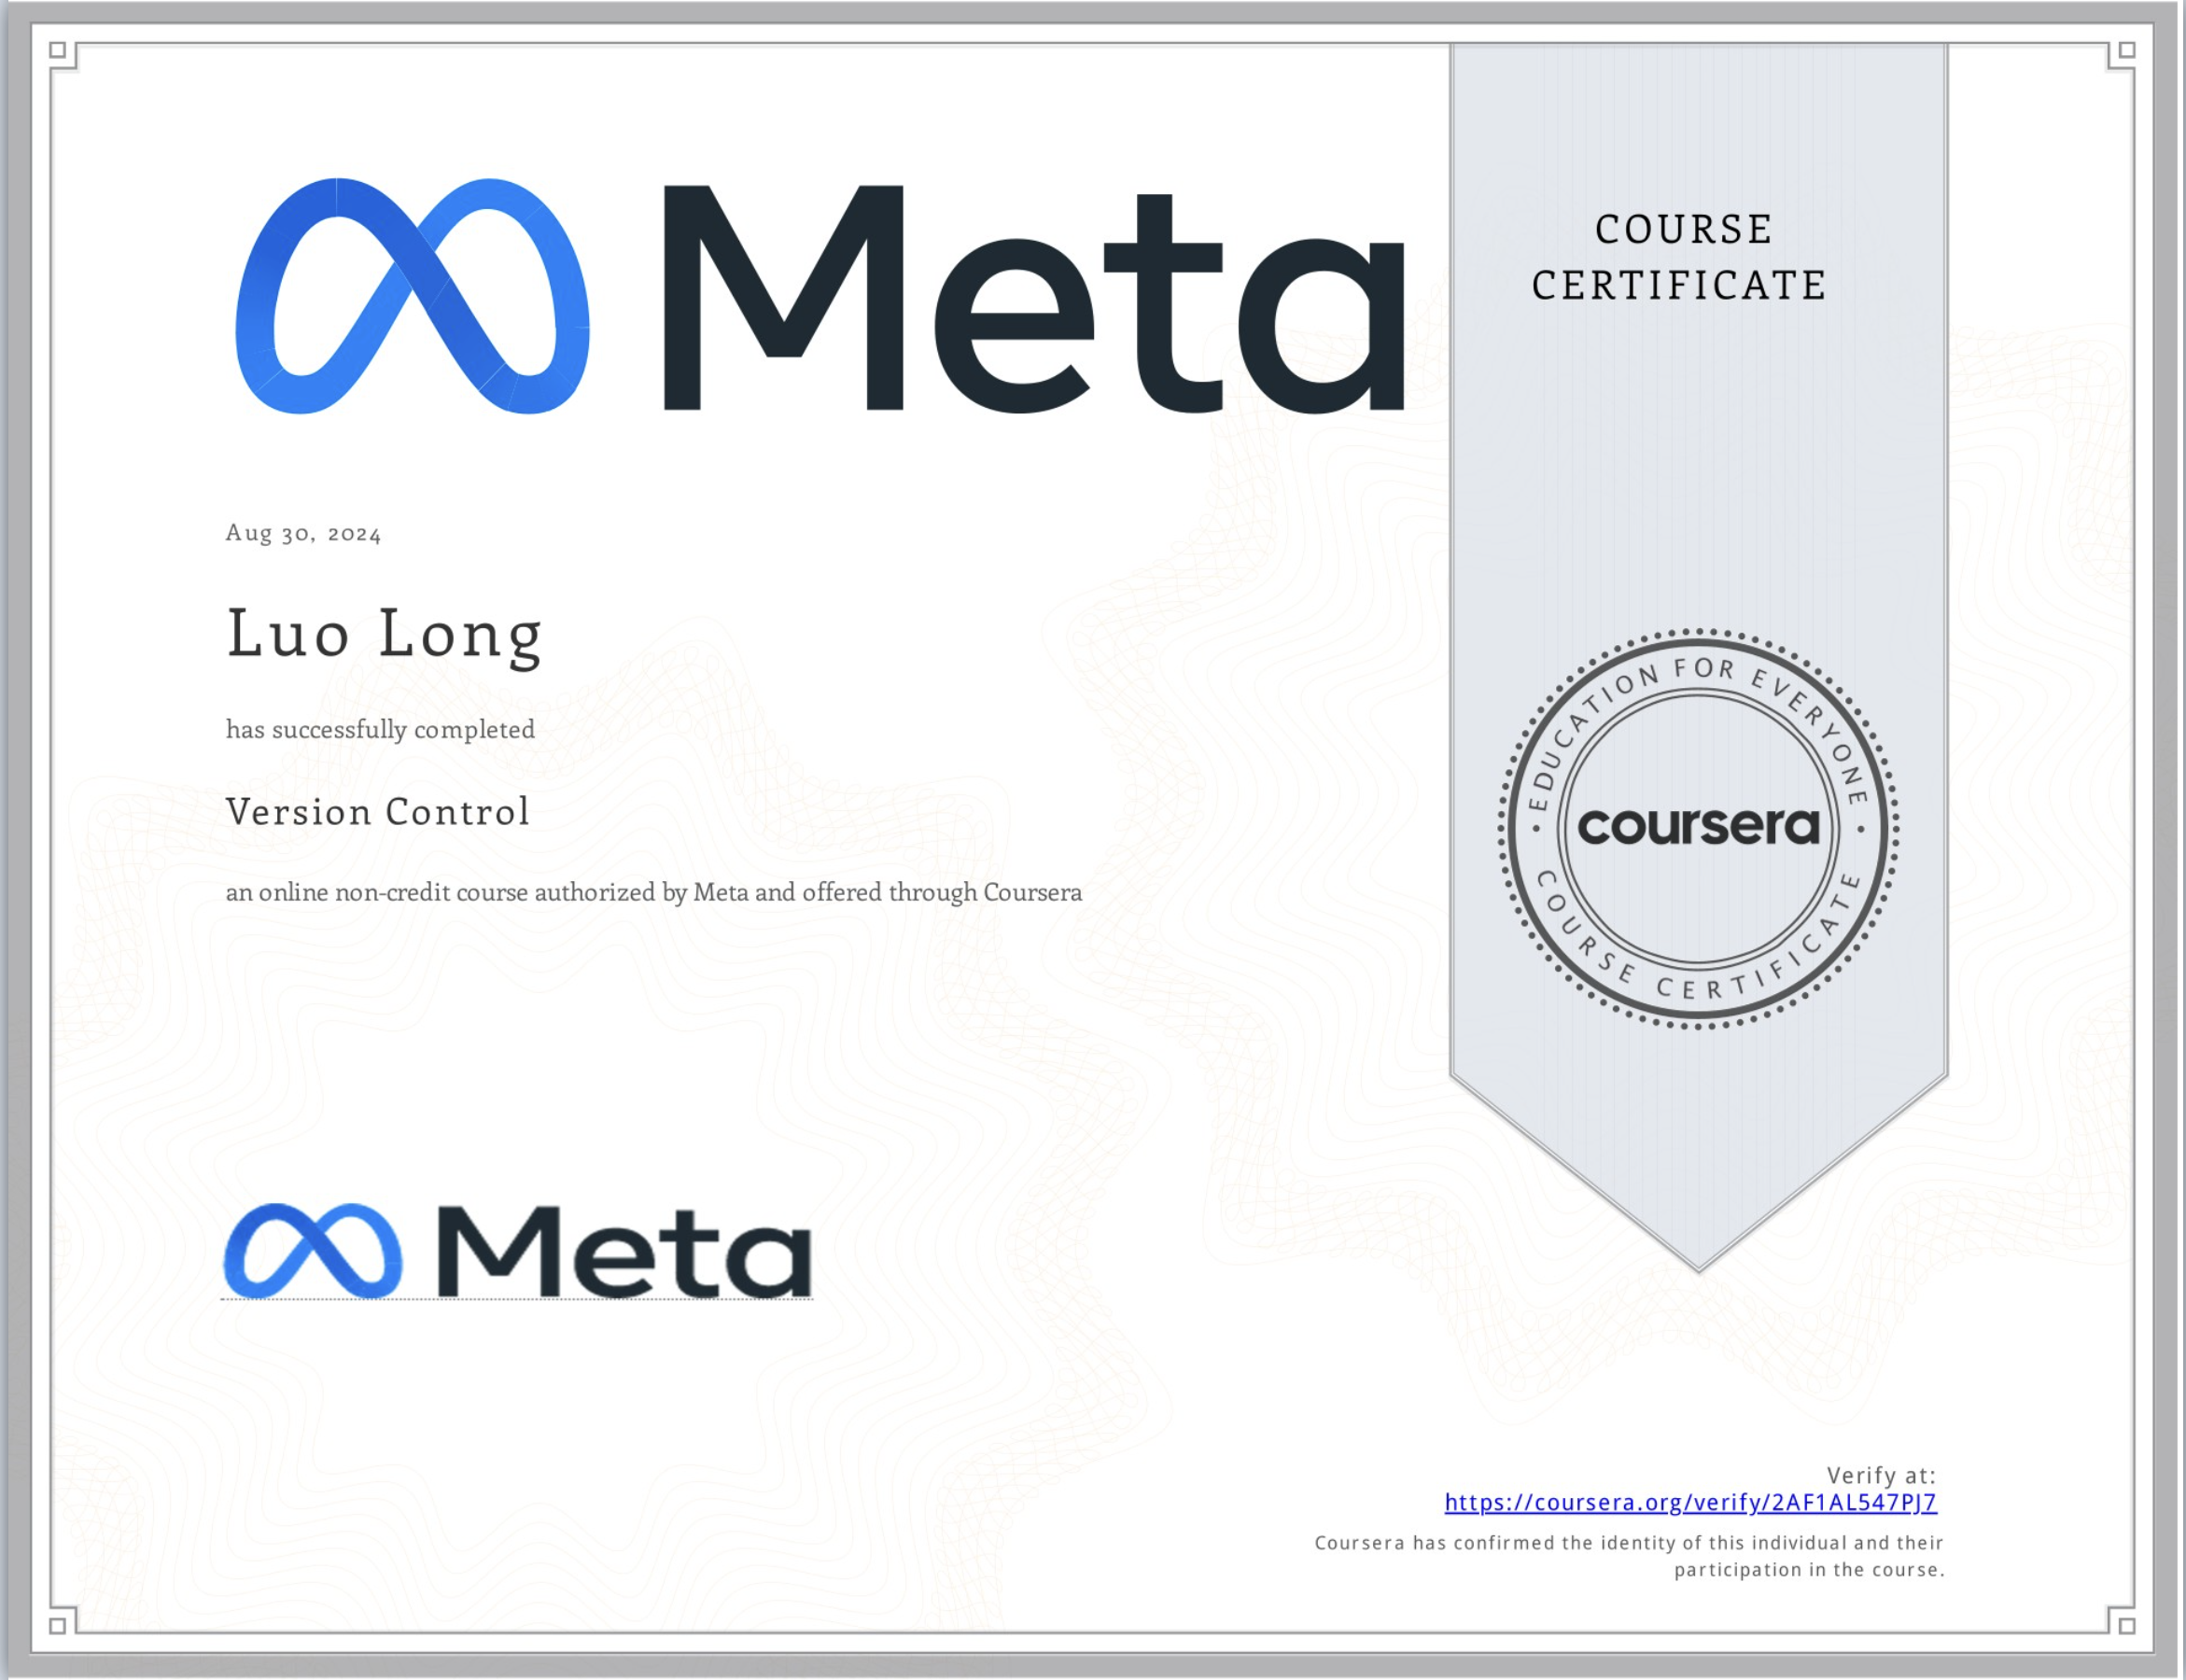 Meta
COURSE
CERTIFICATE
Aug 30, 2024
Luo Long
has successfully completed
Version Control
an online non-credit course authorized by Meta and offered through Coursera
EDUCATION FOR EVERYONE
coursera
COURSE CERTIFICATE
Meta
Verify at:
https://coursera.org/verify/2AF1AL547PJ7
Coursera has confirmed the identity of this individual and their
participation in the course.